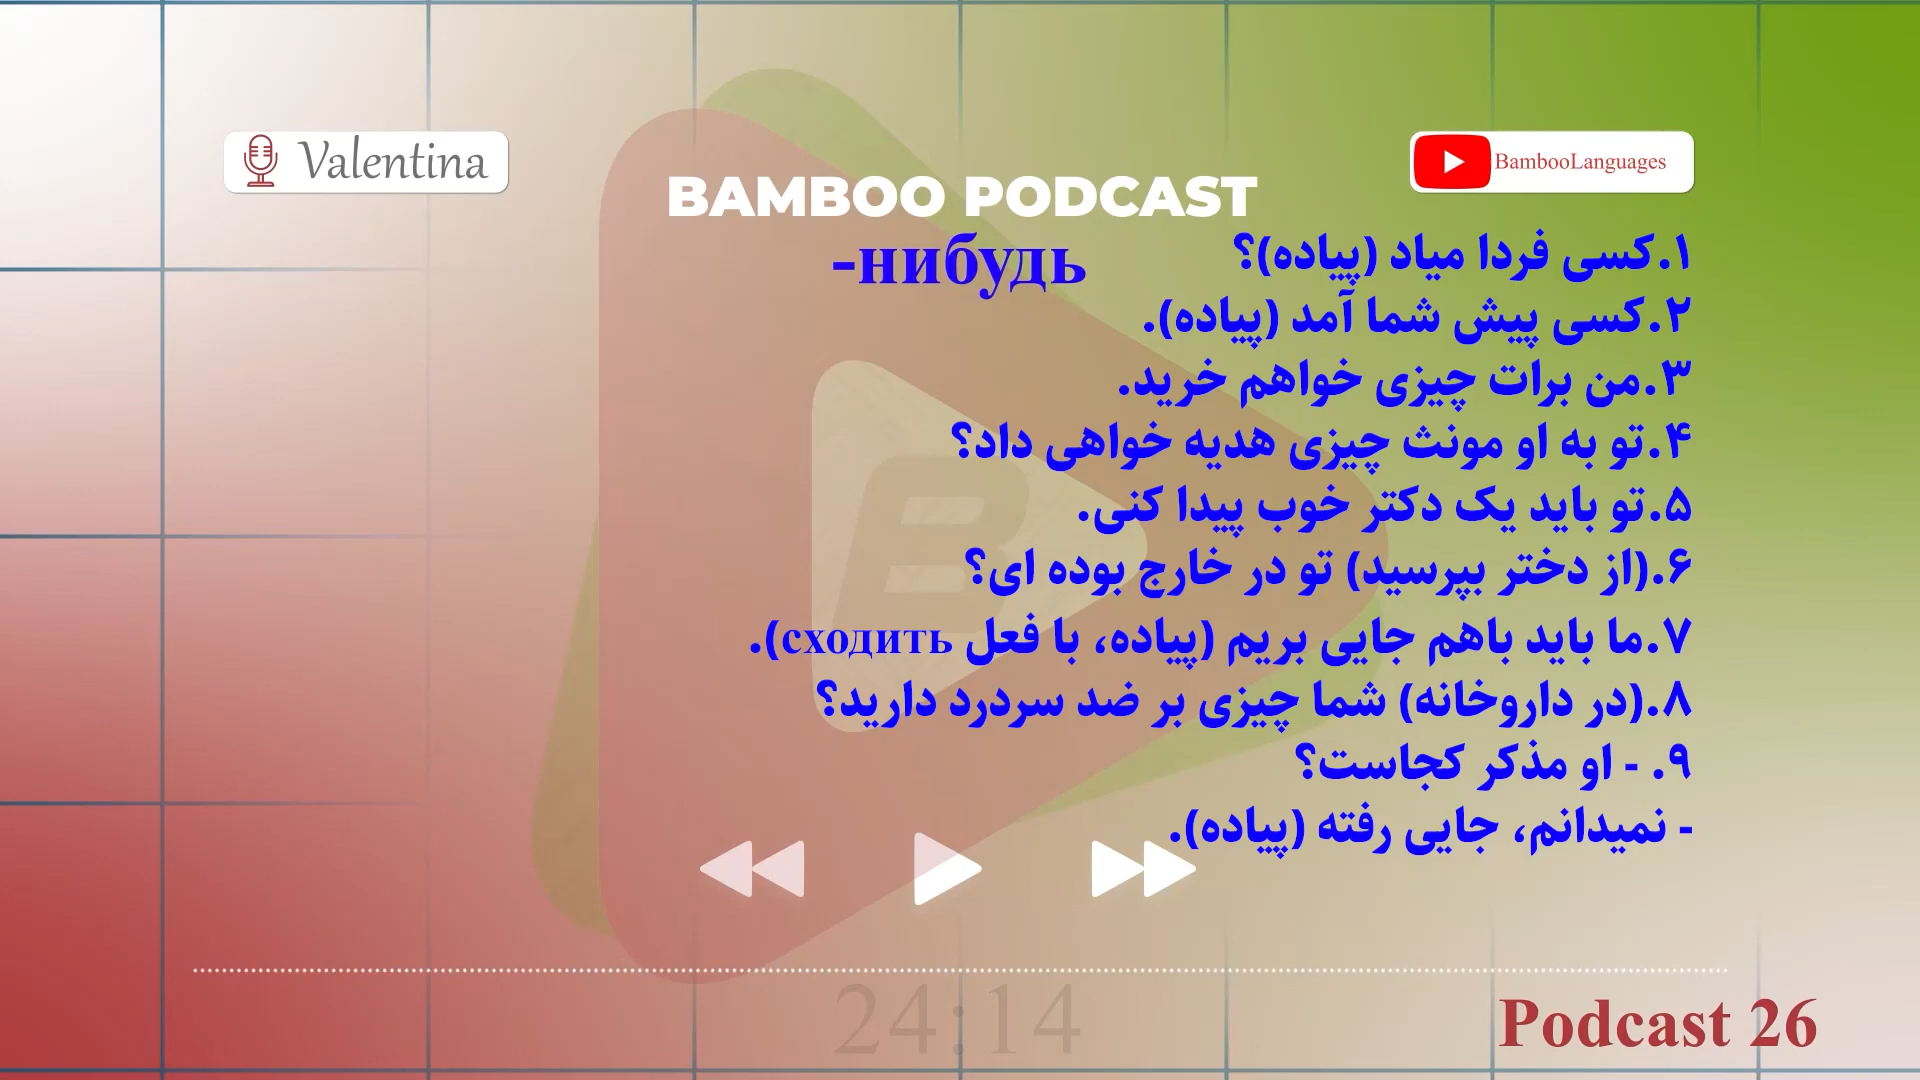 Valentina
BambooLanguages
BAMBOO PODCAST
-нибудь
۱.کسی فردا میاد (پیاده)؟
۲.کسی پیش شما آمد (پیاده).
۳.من برات چیزی خواهم خرید.
۴.تو به او مونث چیزی هدیه خواهی داد؟
۵.تو باید یک دکتر خوب پیدا کنی.
۶.(از دختر بپرسید) تو در خارج بوده ای؟
۷.ما باید باهم جایی بریم (پیاده، با فعل сходить).
۸.(در داروخانه) شما چیزی بر ضد سردرد دارید؟
۹. - او مذکر کجاست؟
- نمیدانم، جایی رفته (پیاده).
24:14
Podcast 26